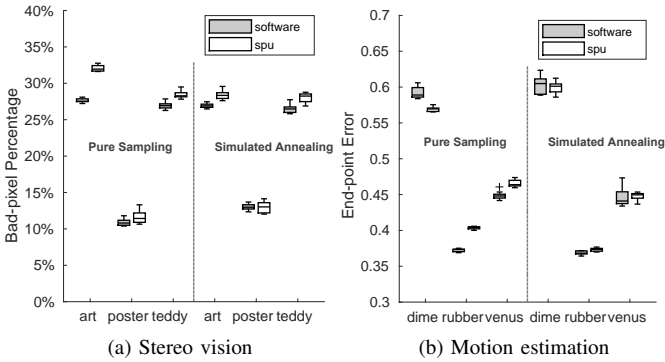 40%
35%
30%
25%
20%
15%
10%
5%
0%
Bad-pixel Percentage
software
spu
Pure Sampling
Simulated Annealing
art poster teddy art poster teddy
(a) Stereo vision
0.7
0.65
0.6
0.55
0.5
0.45
0.4
0.35
0.3
End-point Error
software
spu
Pure Sampling
Simulated Annealing
dime rubber venus dime rubber venus
(b) Motion estimation